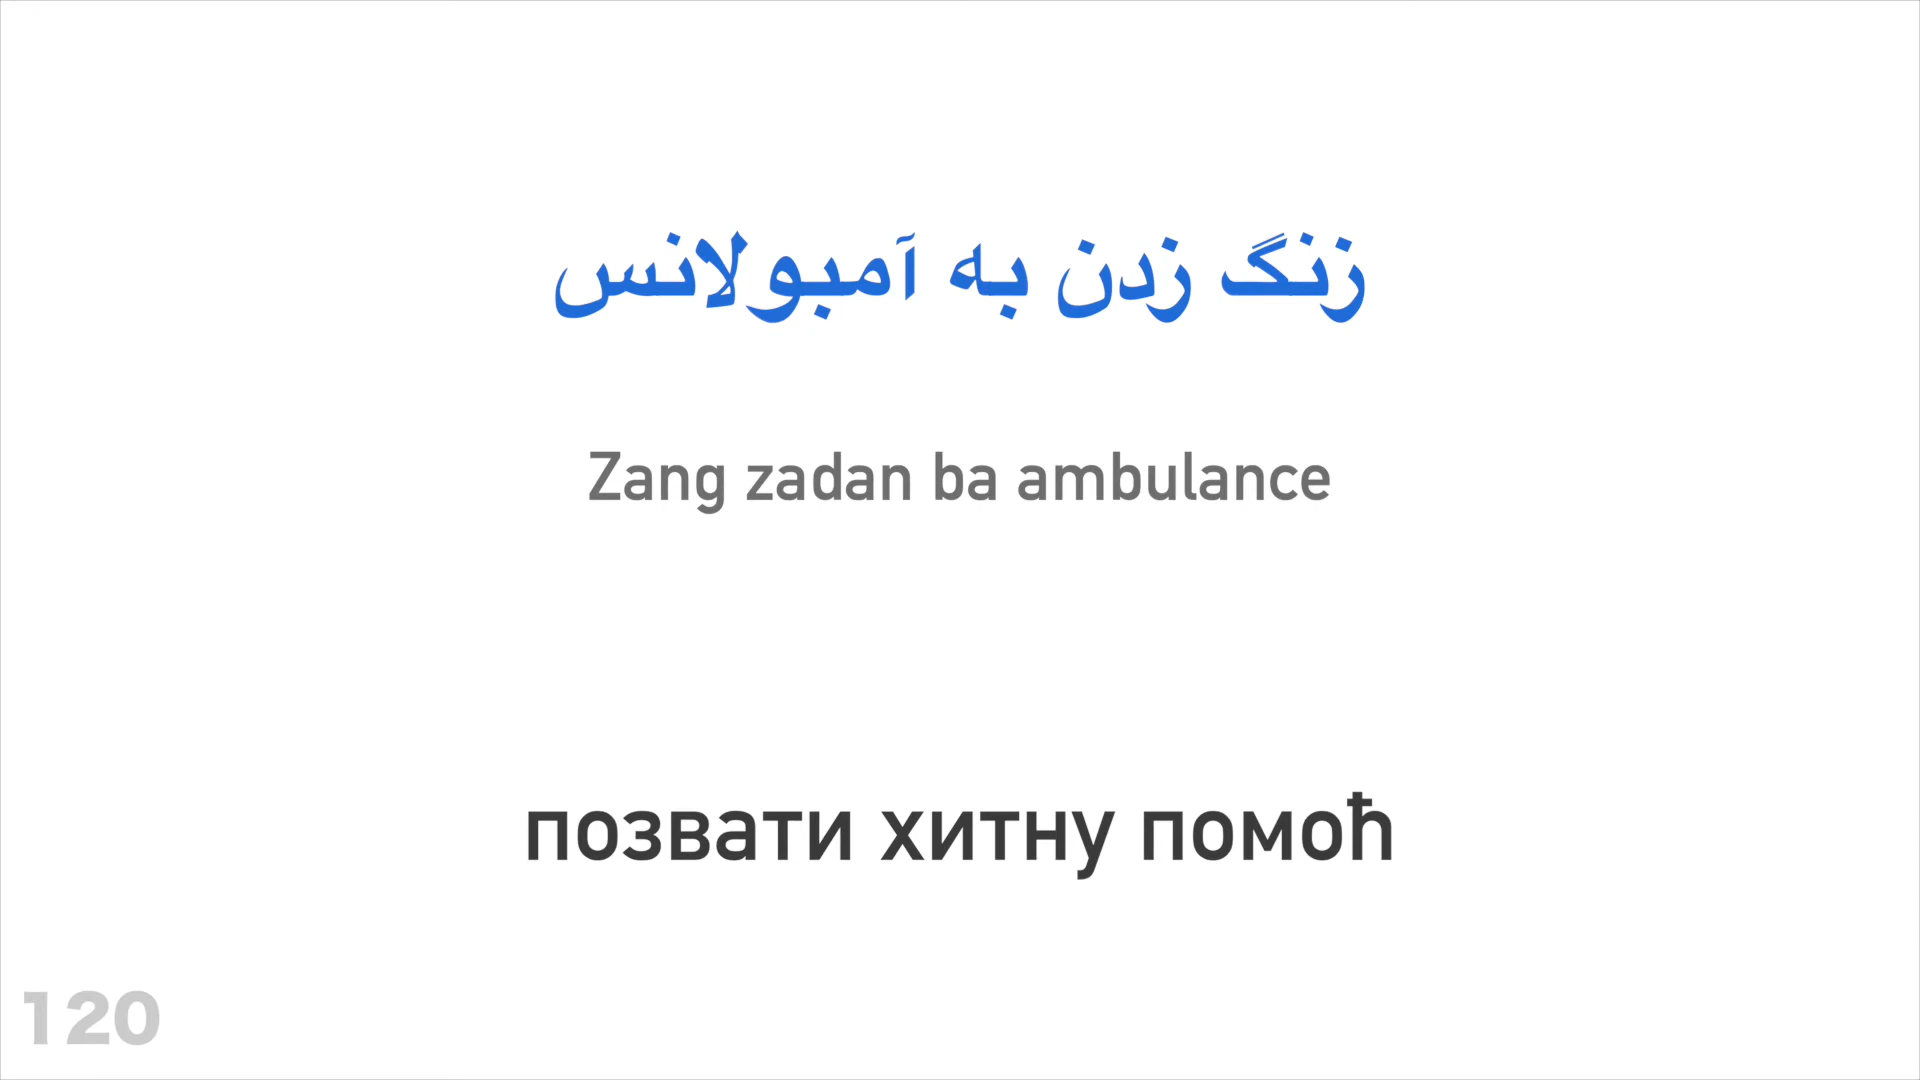 زنگ زدن به آمبولانس
Zang zadan ba ambulance
позвати хитну помоћ
120